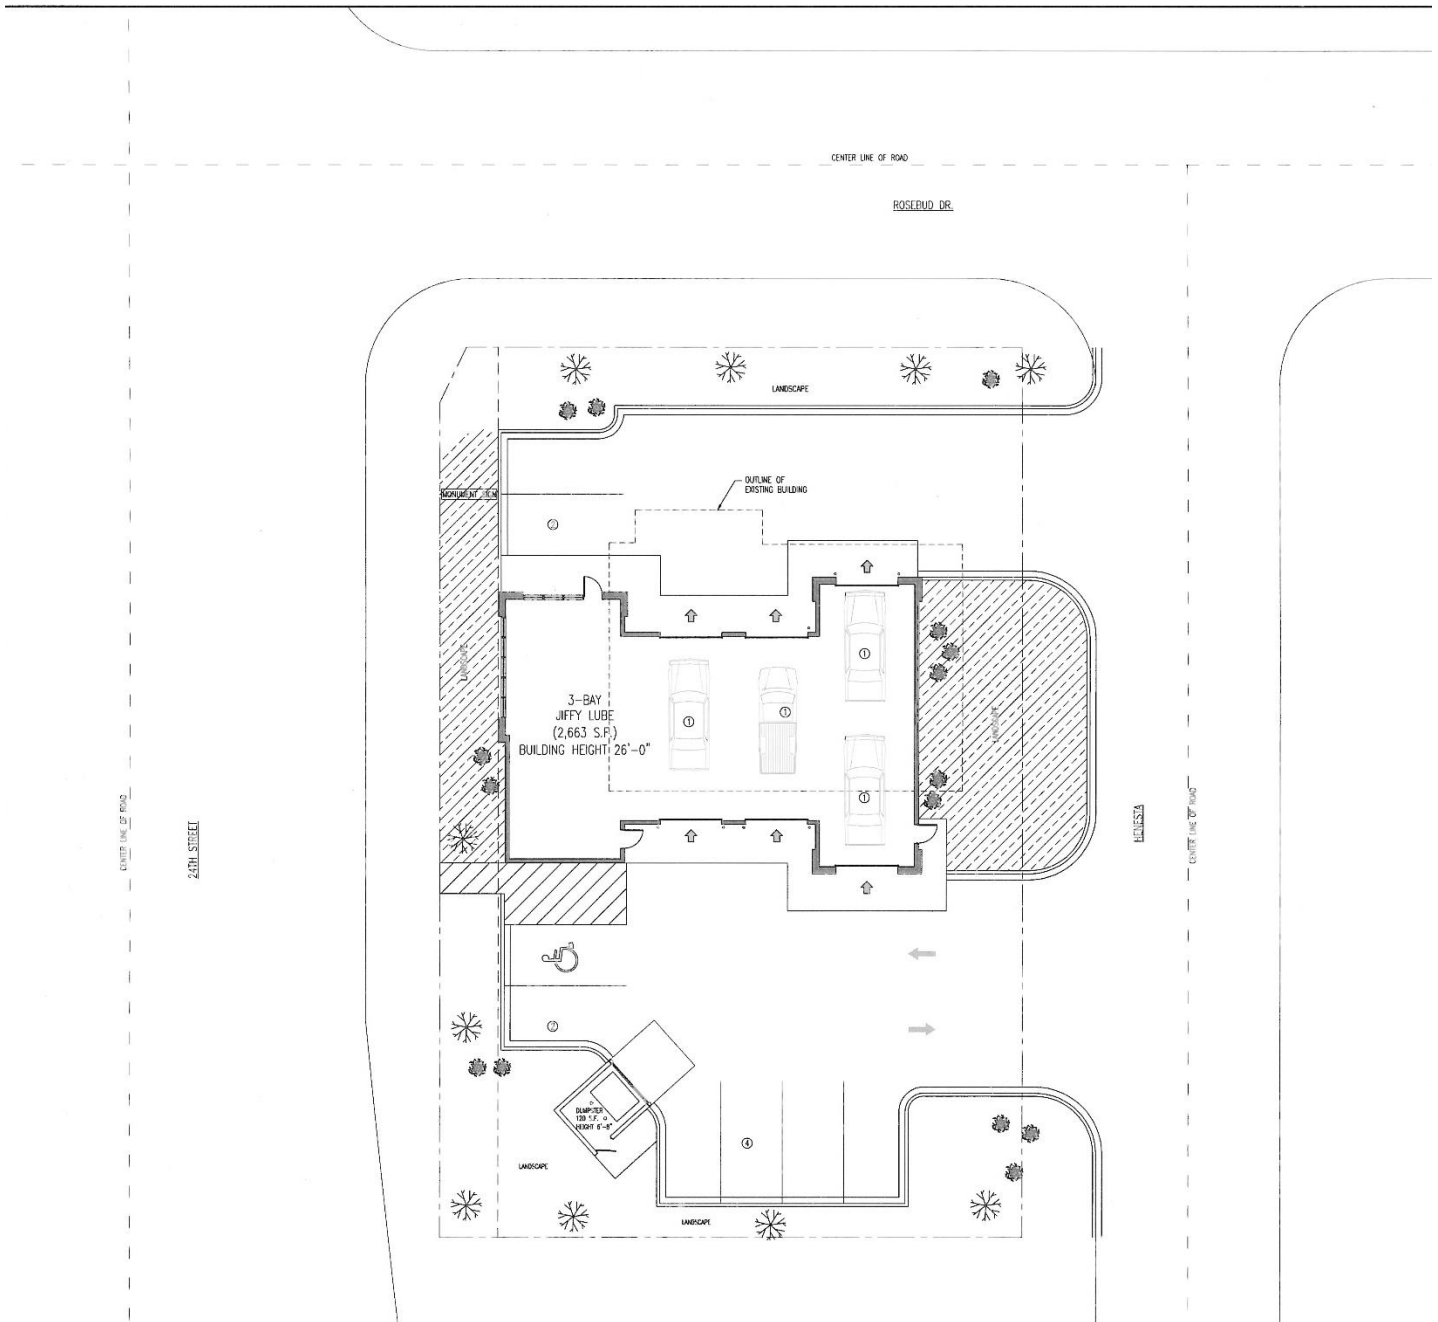 CENTER LINE OF ROAD
ROSEBUD DR.
LANDSCAPE
OUTLINE OF
EXISTING BUILDING
MONUMENT SIGN
2
LANDSCAPE
3-BAY
JIFFY LUBE
(2,663 S.F.)
BUILDING HEIGHT 26'-0"
1
1
1
1
LANDSCAPE
CENTER LINE OF ROAD
24TH STREET
HENESTA
CENTER LINE OF ROAD
2
DUMPSTER
120 S.F.
HEIGHT 6'-8"
4
LANDSCAPE
LANDSCAPE